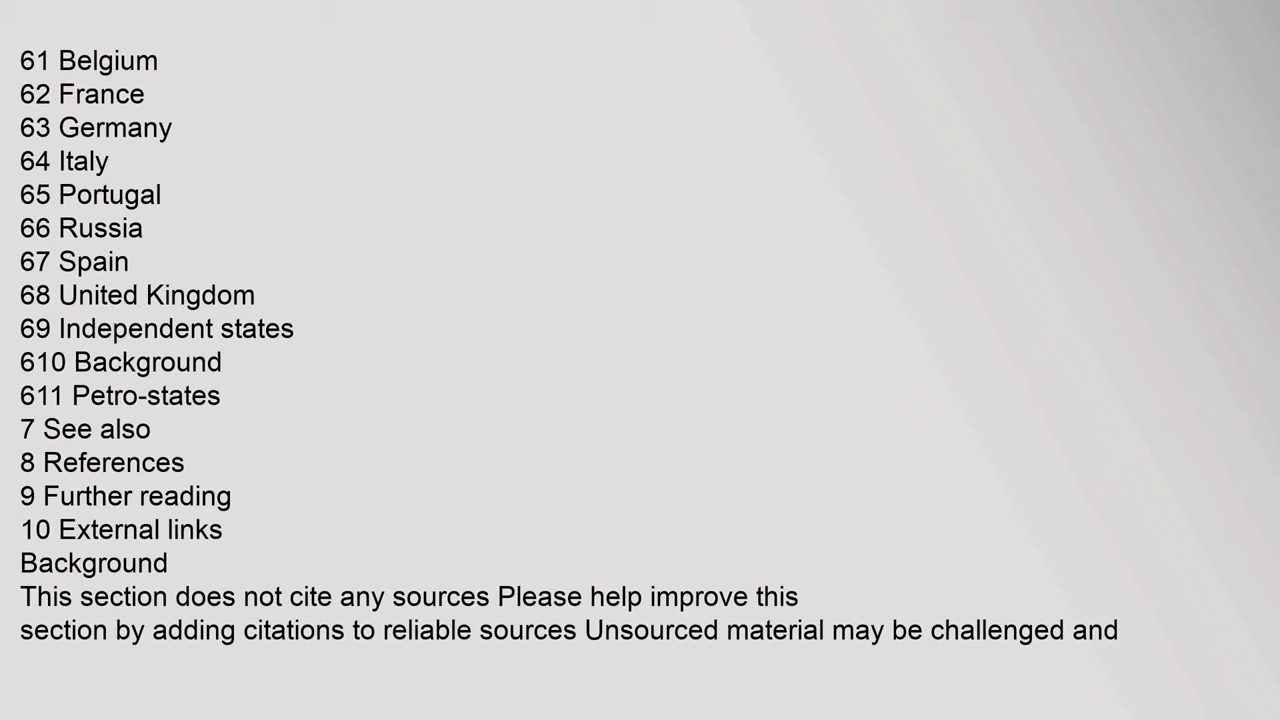 61 Belgium
62 France
63 Germany
64 Italy
65 Portugal
66 Russia
67 Spain
68 United Kingdom
69 Independent states
610 Background
611 Petro-states
7 See also
8 References
9 Further reading
10 External links
Background
This section does not cite any sources Please help improve this
section by adding citations to reliable sources Unsourced material may be challenged and